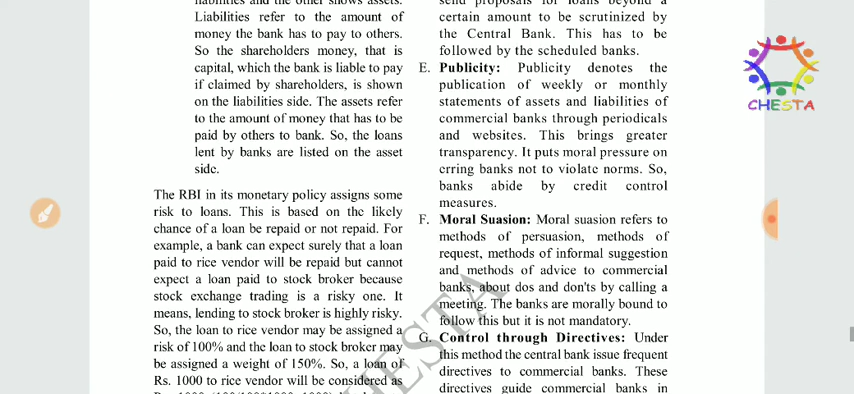 liabilities and the other shows assets.
Liabilities refer to the amount of
money the bank has to pay to others.
So the shareholders money, that is
capital, which the bank is liable to pay
if claimed by shareholders, is shown
on the liabilities side. The assets refer
to the amount of money that has to be
paid by others to bank. So, the loans
lent by banks are listed on the asset
side.
The RBI in its monetary policy assigns some
risk to loans. This is based on the likely
chance of a loan be repaid or not repaid. For
example, a bank can expect surely that a loan
paid to rice vendor will be repaid but cannot
expect a loan paid to stock broker because
stock exchange trading is a risky one. It
means, lending to stock broker is highly risky.
So, the loan to rice vendor may be assigned a
risk of 100% and the loan to stock broker may
be assigned a weight of 150%. So, a loan of
Rs. 1000 to rice vendor will be considered as
send proposals for loans beyond a
certain amount to be scrutinized by
the Central Bank. This has to be
followed by the scheduled banks.
E. Publicity: Publicity denotes the
publication of weekly or monthly
statements of assets and liabilities of
commercial banks through periodicals
and websites. This brings greater
transparency. It puts moral pressure on
erring banks not to violate norms. So,
banks abide by credit control
measures.
F. Moral Suasion: Moral suasion refers to
methods of persuasion, methods of
request, methods of informal suggestion
and methods of advice to commercial
banks, about dos and don'ts by calling a
meeting. The banks are morally bound to
follow this but it is not mandatory.
G. Control through Directives: Under
this method the central bank issue frequent
directives to commercial banks. These
directives guide commercial banks in
CHESTA
CHESTA